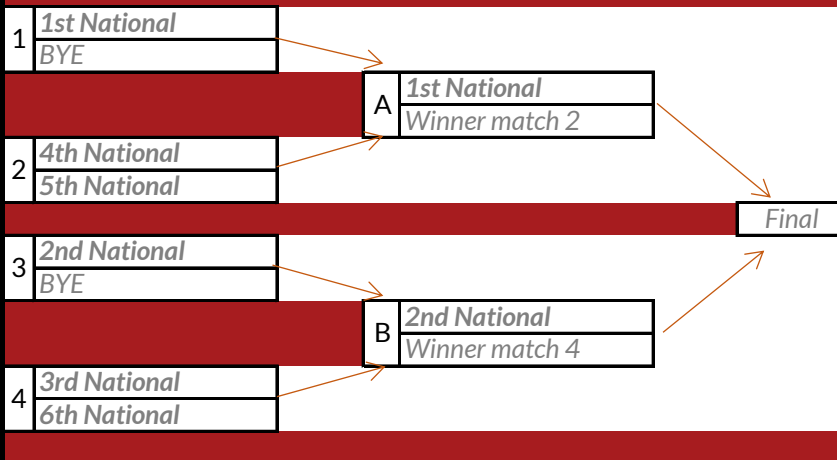 1
1st National
BYE
A
1st National
Winner match 2
2
4th National
5th National
Final
3
2nd National
BYE
B
2nd National
Winner match 4
4
3rd National
6th National